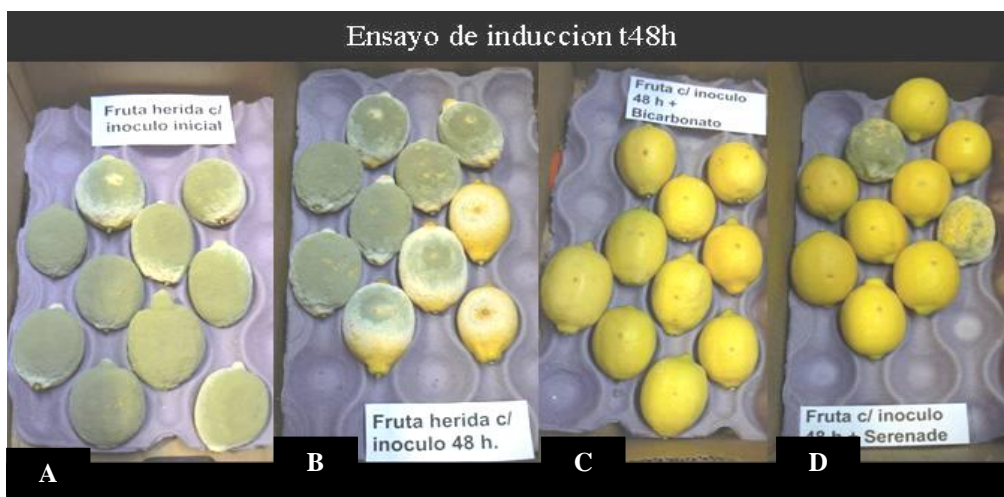 Ensayo de induccion t48h
Fruta herida c/
inoculo inicial
Fruta herida c/
inoculo 48 h.
Fruta c/ inoculo
48 h +
Bicarbonato
Fruta c/ inoculo
48 h + Serenade
A
B
C
D